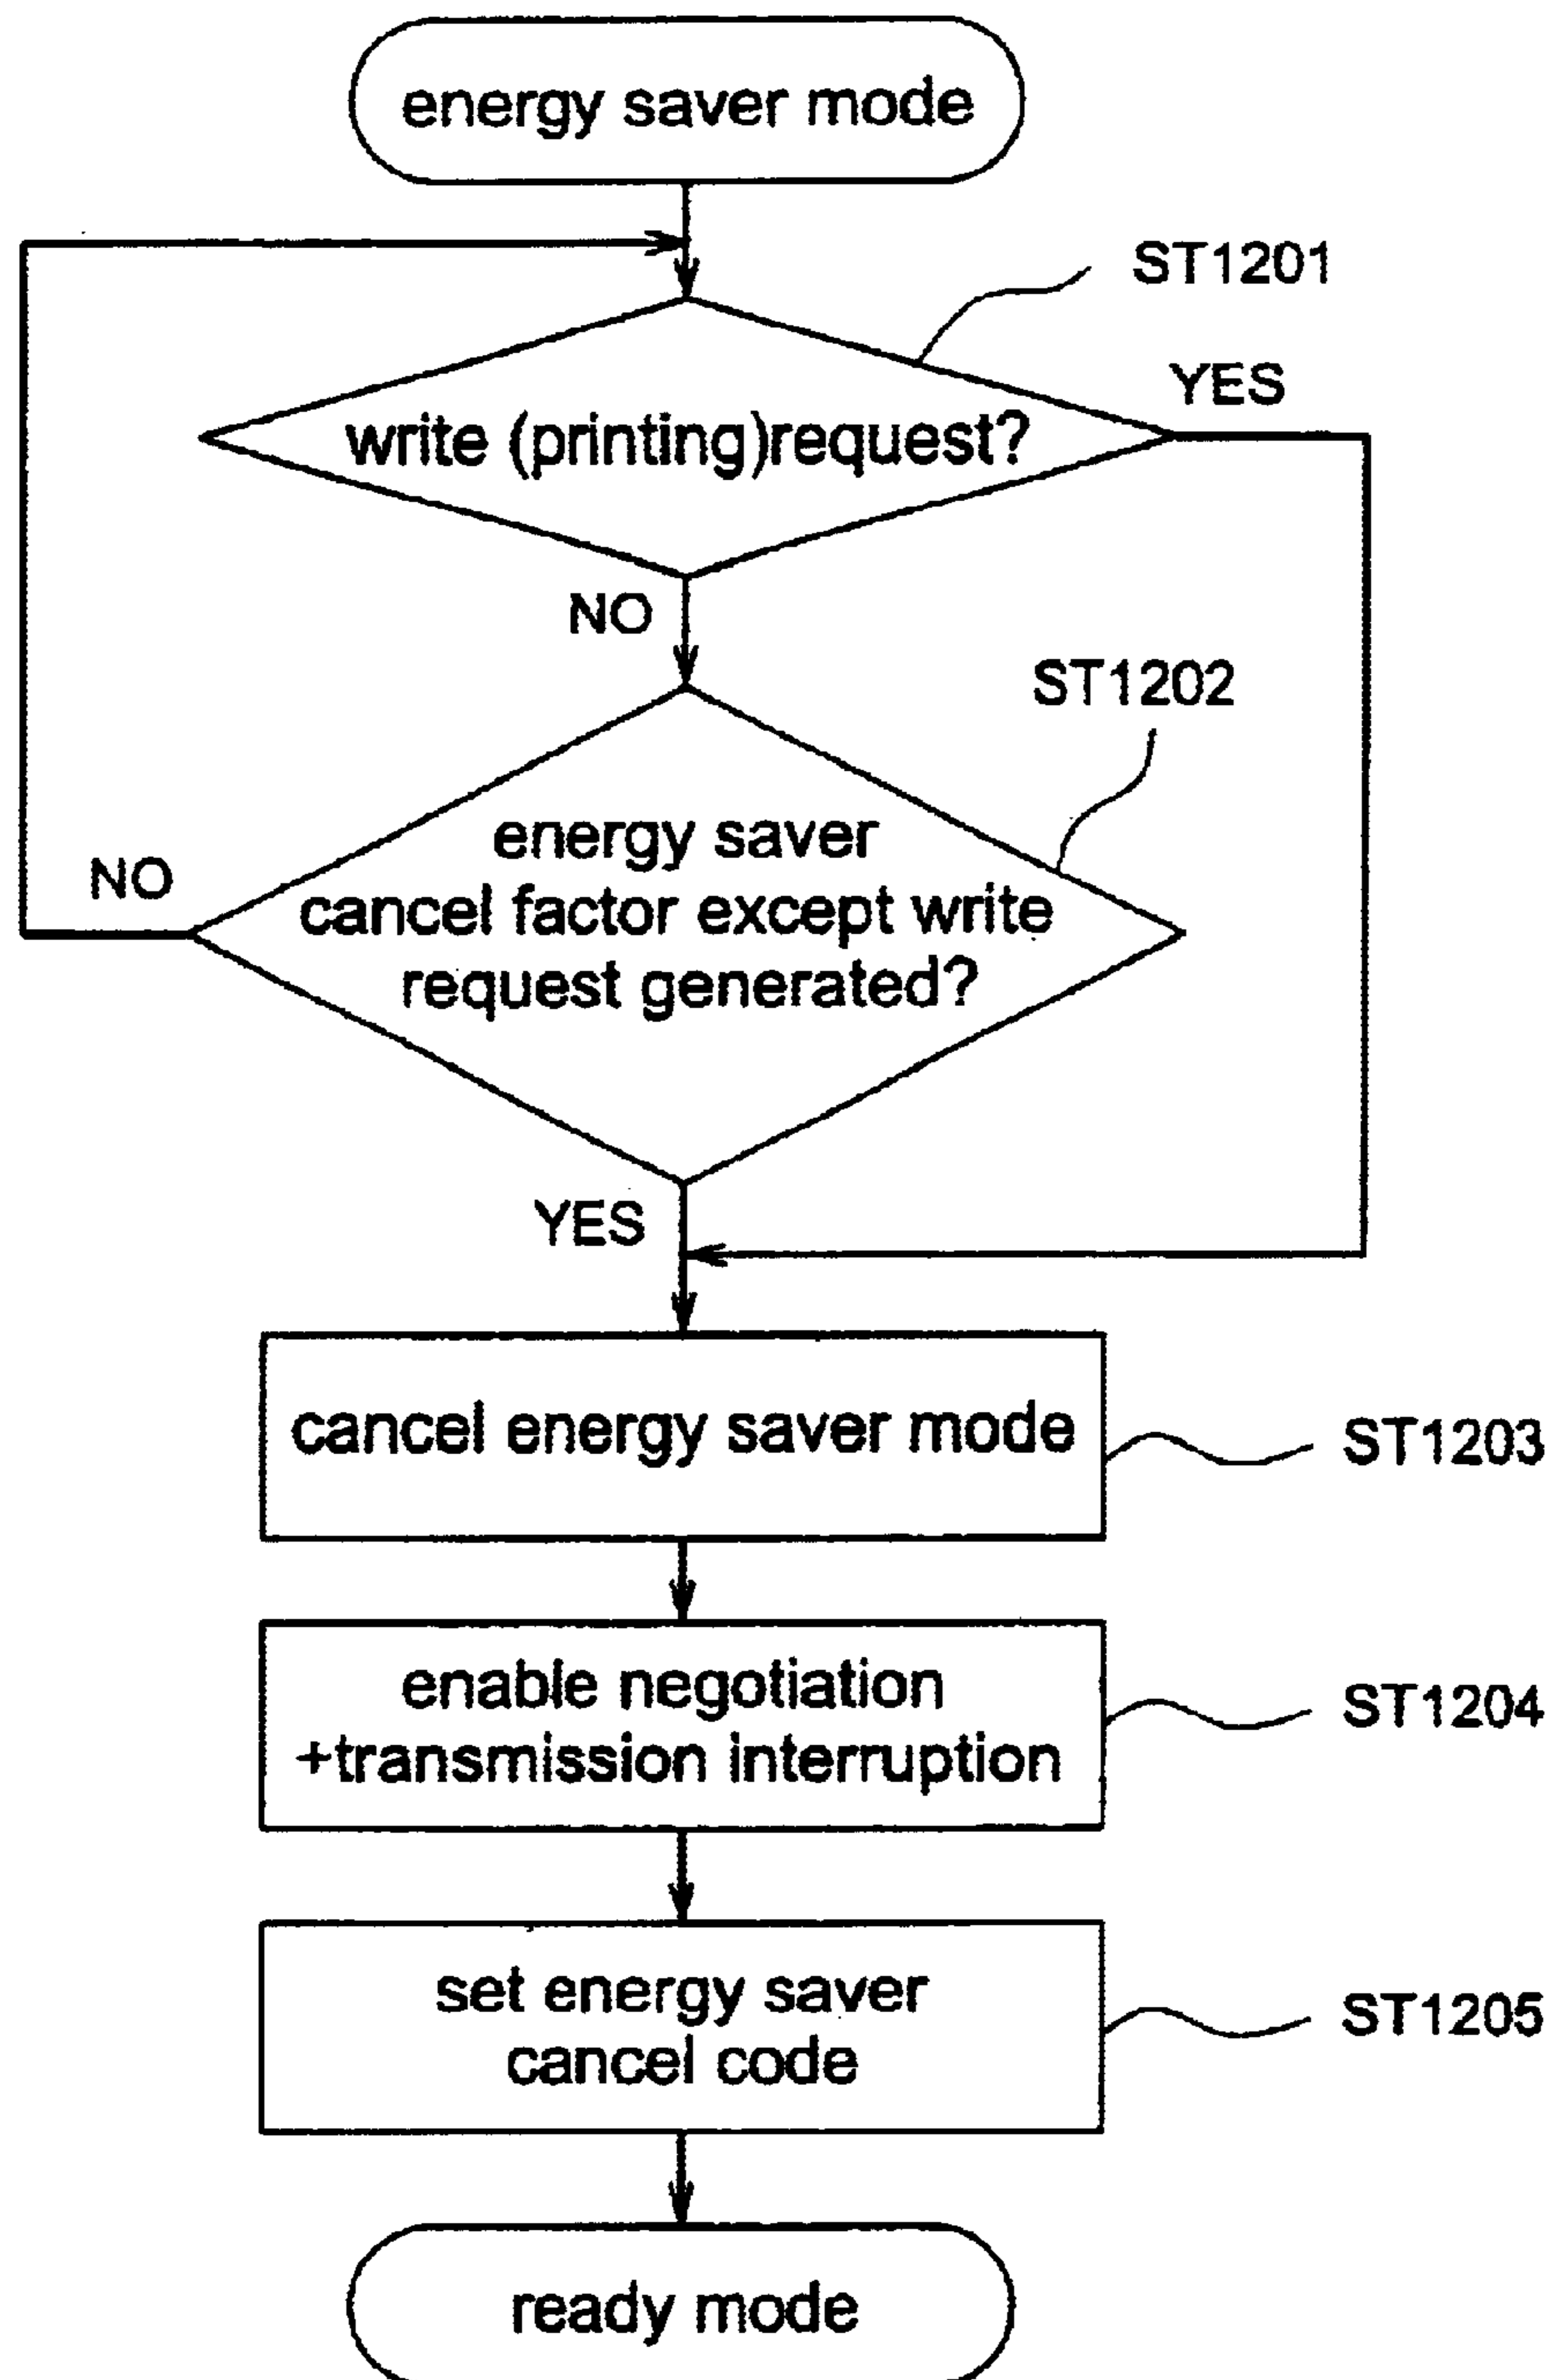 energy saver mode
ST1201
YES
write (printing)request?
NO
ST1202
energy saver
cancel factor except write
request generated?
NO
YES
cancel energy saver mode
ST1203
enable negotiation
+transmission interruption
ST1204
set energy saver
cancel code
ST1205
ready mode